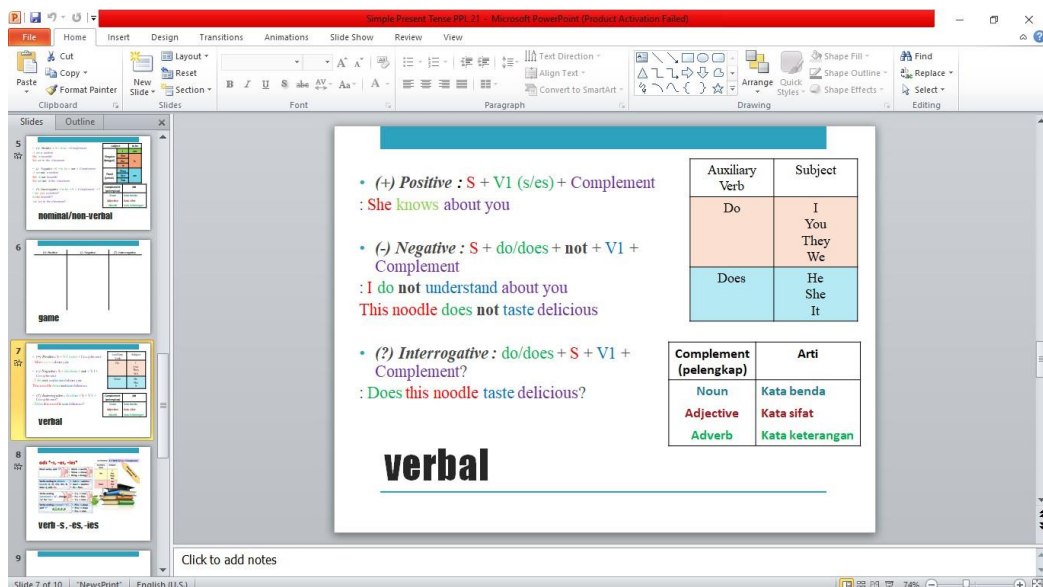 Simple Present Tense PPL 21 - Microsoft PowerPoint (Product Activation Failed)
File Home Insert Design Transitions Animations Slide Show Review View
Paste
Cut
Copy
Format Painter
Clipboard
New Slide
Layout
Reset
Section
Slides
B I U S abc AV Aa A
Font
Paragraph
Text Direction
Align Text
Convert to SmartArt
Arrange
Quick Styles
Shape Fill
Shape Outline
Shape Effects
Drawing
Find
Replace
Select
Editing
Slides Outline
5
nominal/non-verbal
6
game
7
verbal
8
verb -s, -es, -ies
9
• (+) Positive : S + V1 (s/es) + Complement
: She knows about you
• (-) Negative : S + do/does + not + V1 +
Complement
: I do not understand about you
This noodle does not taste delicious
• (?) Interrogative : do/does + S + V1 +
Complement?
: Does this noodle taste delicious?
verbal
Auxiliary Subject
Verb
Do I
You
They
We
Does He
She
It
Complement Arti
(pelengkap)
Noun Kata benda
Adjective Kata sifat
Adverb Kata keterangan
Click to add notes
Slide 7 of 10 "NewsPrint" English (U.S.) 74%